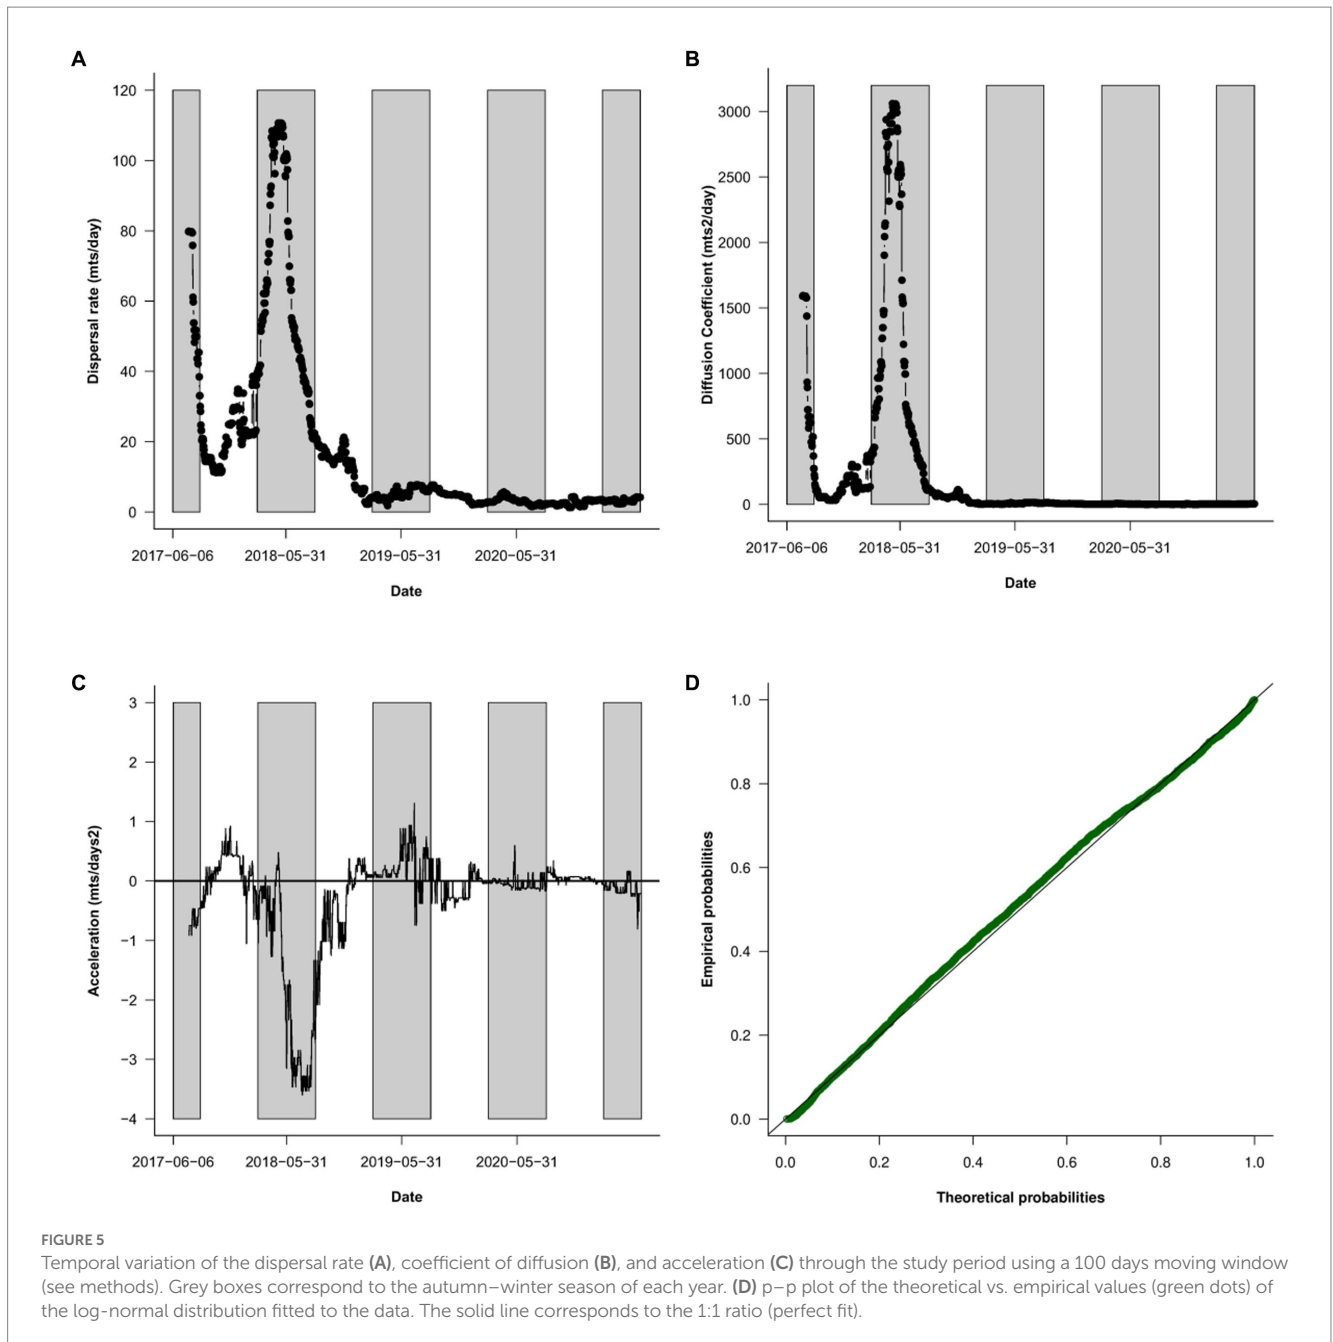 A
Dispersal rate (mts/day)
120
100
80
60
40
20
0
2017-06-06
2018-05-31
2019-05-31
2020-05-31
Date
B
Diffusion Coefficient (mts2/day)
3000
2500
2000
1500
1000
500
0
2017-06-06
2018-05-31
2019-05-31
2020-05-31
Date
C
Acceleration (mts/days2)
3
2
1
0
−1
−2
−3
−4
2017-06-06
2018-05-31
2019-05-31
2020-05-31
Date
D
Empirical probabilities
1.0
0.8
0.6
0.4
0.2
0.0
0.0
0.2
0.4
0.6
0.8
1.0
Theoretical probabilities
FIGURE 5
Temporal variation of the dispersal rate (A), coefficient of diffusion (B), and acceleration (C) through the study period using a 100 days moving window
(see methods). Grey boxes correspond to the autumn–winter season of each year. (D) p–p plot of the theoretical vs. empirical values (green dots) of
the log-normal distribution fitted to the data. The solid line corresponds to the 1:1 ratio (perfect fit).